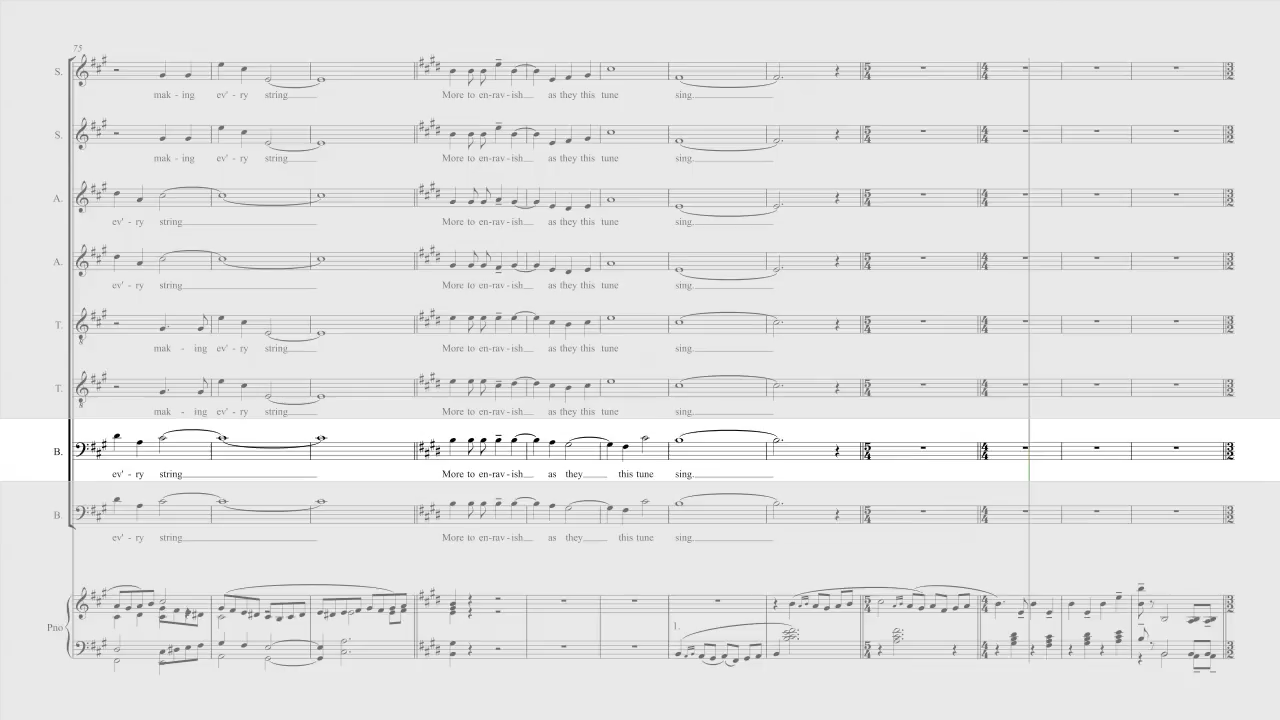 75
S.
mak - ing ev' - ry string
More to en-rav-ish as they this tune sing.
S.
mak - ing ev' - ry string
More to en-rav-ish as they this tune sing.
A.
ev' - ry string
More to en-rav-ish as they this tune sing.
A.
ev' - ry string
More to en-rav-ish as they this tune sing.
T.
mak - ing ev' - ry string
More to en-rav-ish as they this tune sing.
T.
mak - ing ev' - ry string
More to en-rav-ish as they this tune sing.
B.
ev' - ry string
More to en-rav-ish as they this tune sing.
B.
ev' - ry string
More to en-rav-ish as they this tune sing.
Pno
1.